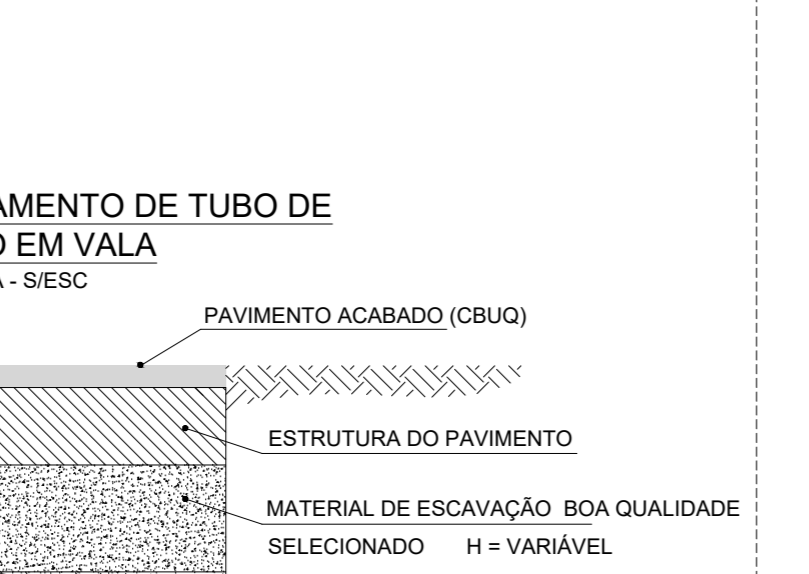 AMENTO DE TUBO DE
O EM VALA
A - S/ESC
PAVIMENTO ACABADO (CBUQ)
ESTRUTURA DO PAVIMENTO
MATERIAL DE ESCAVAÇÃO BOA QUALIDADE
SELECIONADO H = VARIÁVEL